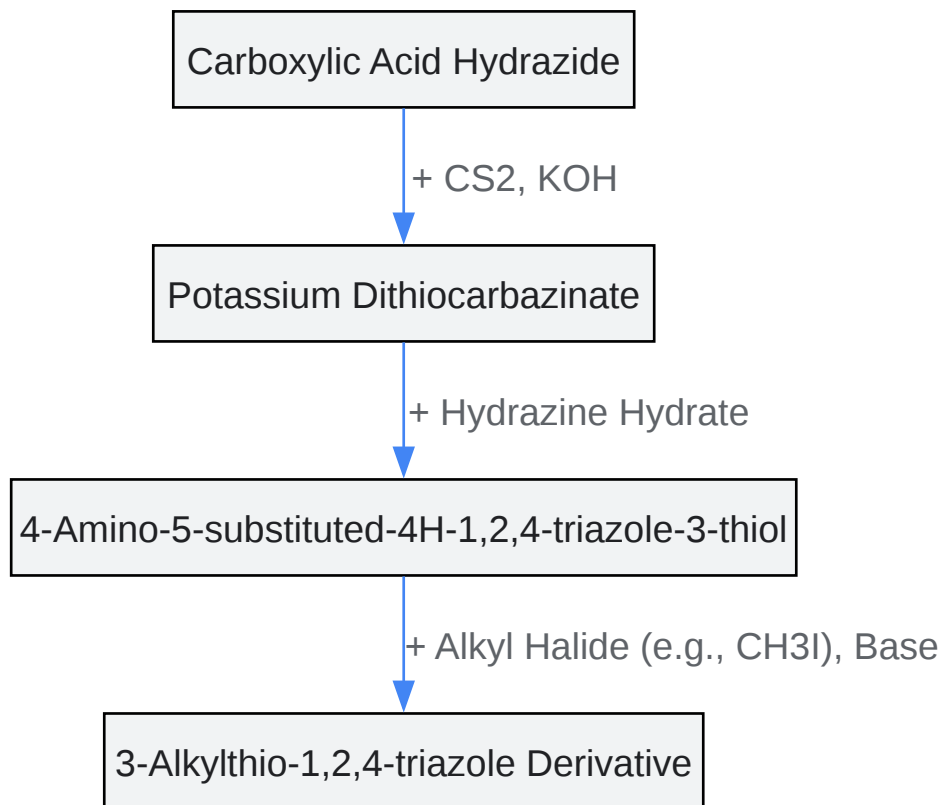 Carboxylic Acid Hydrazide
+ CS2, KOH
Potassium Dithiocarbazinate
+ Hydrazine Hydrate
4-Amino-5-substituted-4H-1,2,4-triazole-3-thiol
+ Alkyl Halide (e.g., CH3I), Base
3-Alkylthio-1,2,4-triazole Derivative